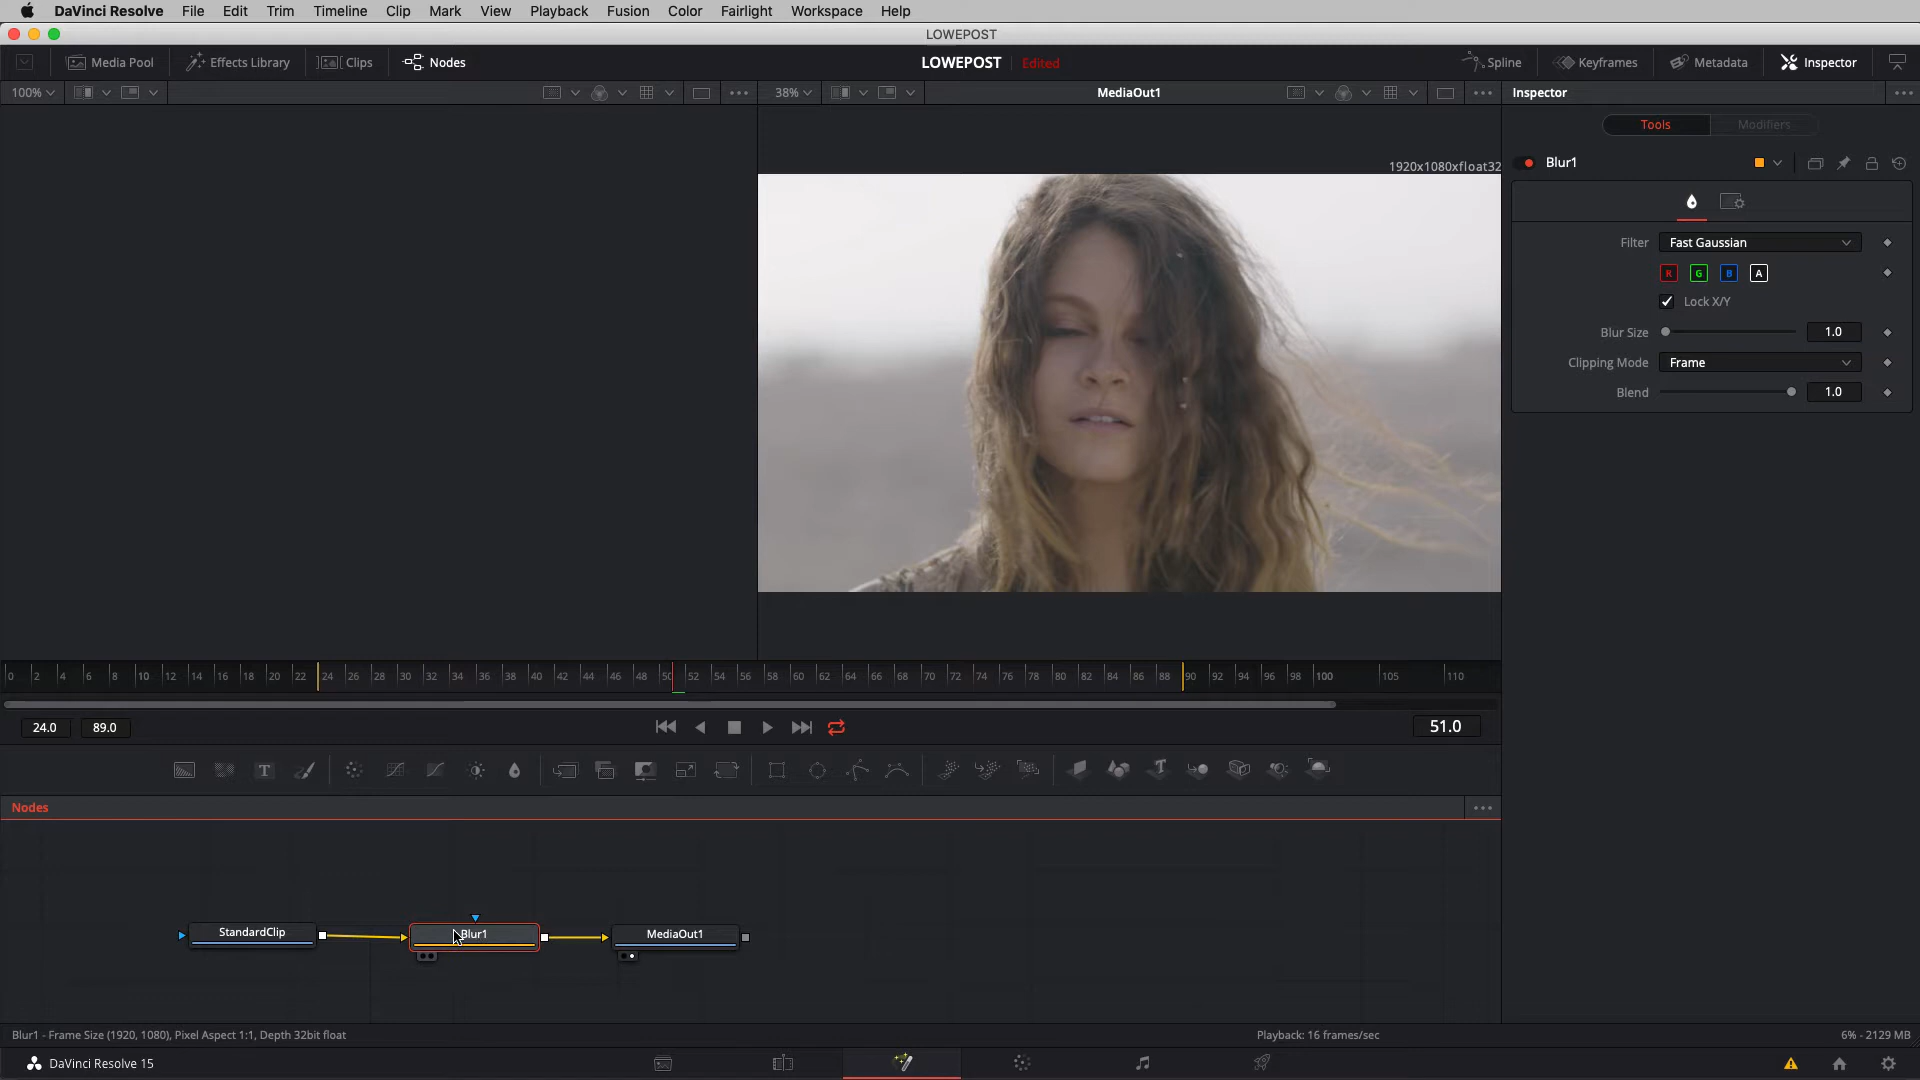 DaVinci Resolve File Edit Trim Timeline Clip Mark View Playback Fusion Color Fairlight Workspace Help
LOWEPOST
Media Pool Effects Library Clips Nodes LOWEPOST Edited Spline Keyframes Metadata Inspector
100% 38% MediaOut1 Inspector
Tools Modifiers
1920x1080xfloat32
Blur1
Filter Fast Gaussian
R G B A
Lock X/Y
Blur Size 1.0
Clipping Mode Frame
Blend 1.0
0 2 4 6 8 10 12 14 16 18 20 22 24 26 28 30 32 34 36 38 40 42 44 46 48 50 52 54 56 58 60 62 64 66 68 70 72 74 76 78 80 82 84 86 88 90 92 94 96 98 100 105 110
24.0 89.0 51.0
Nodes
StandardClip Blur1 MediaOut1
Blur1 - Frame Size (1920, 1080), Pixel Aspect 1:1, Depth 32bit float Playback: 16 frames/sec 6% - 2129 MB
DaVinci Resolve 15